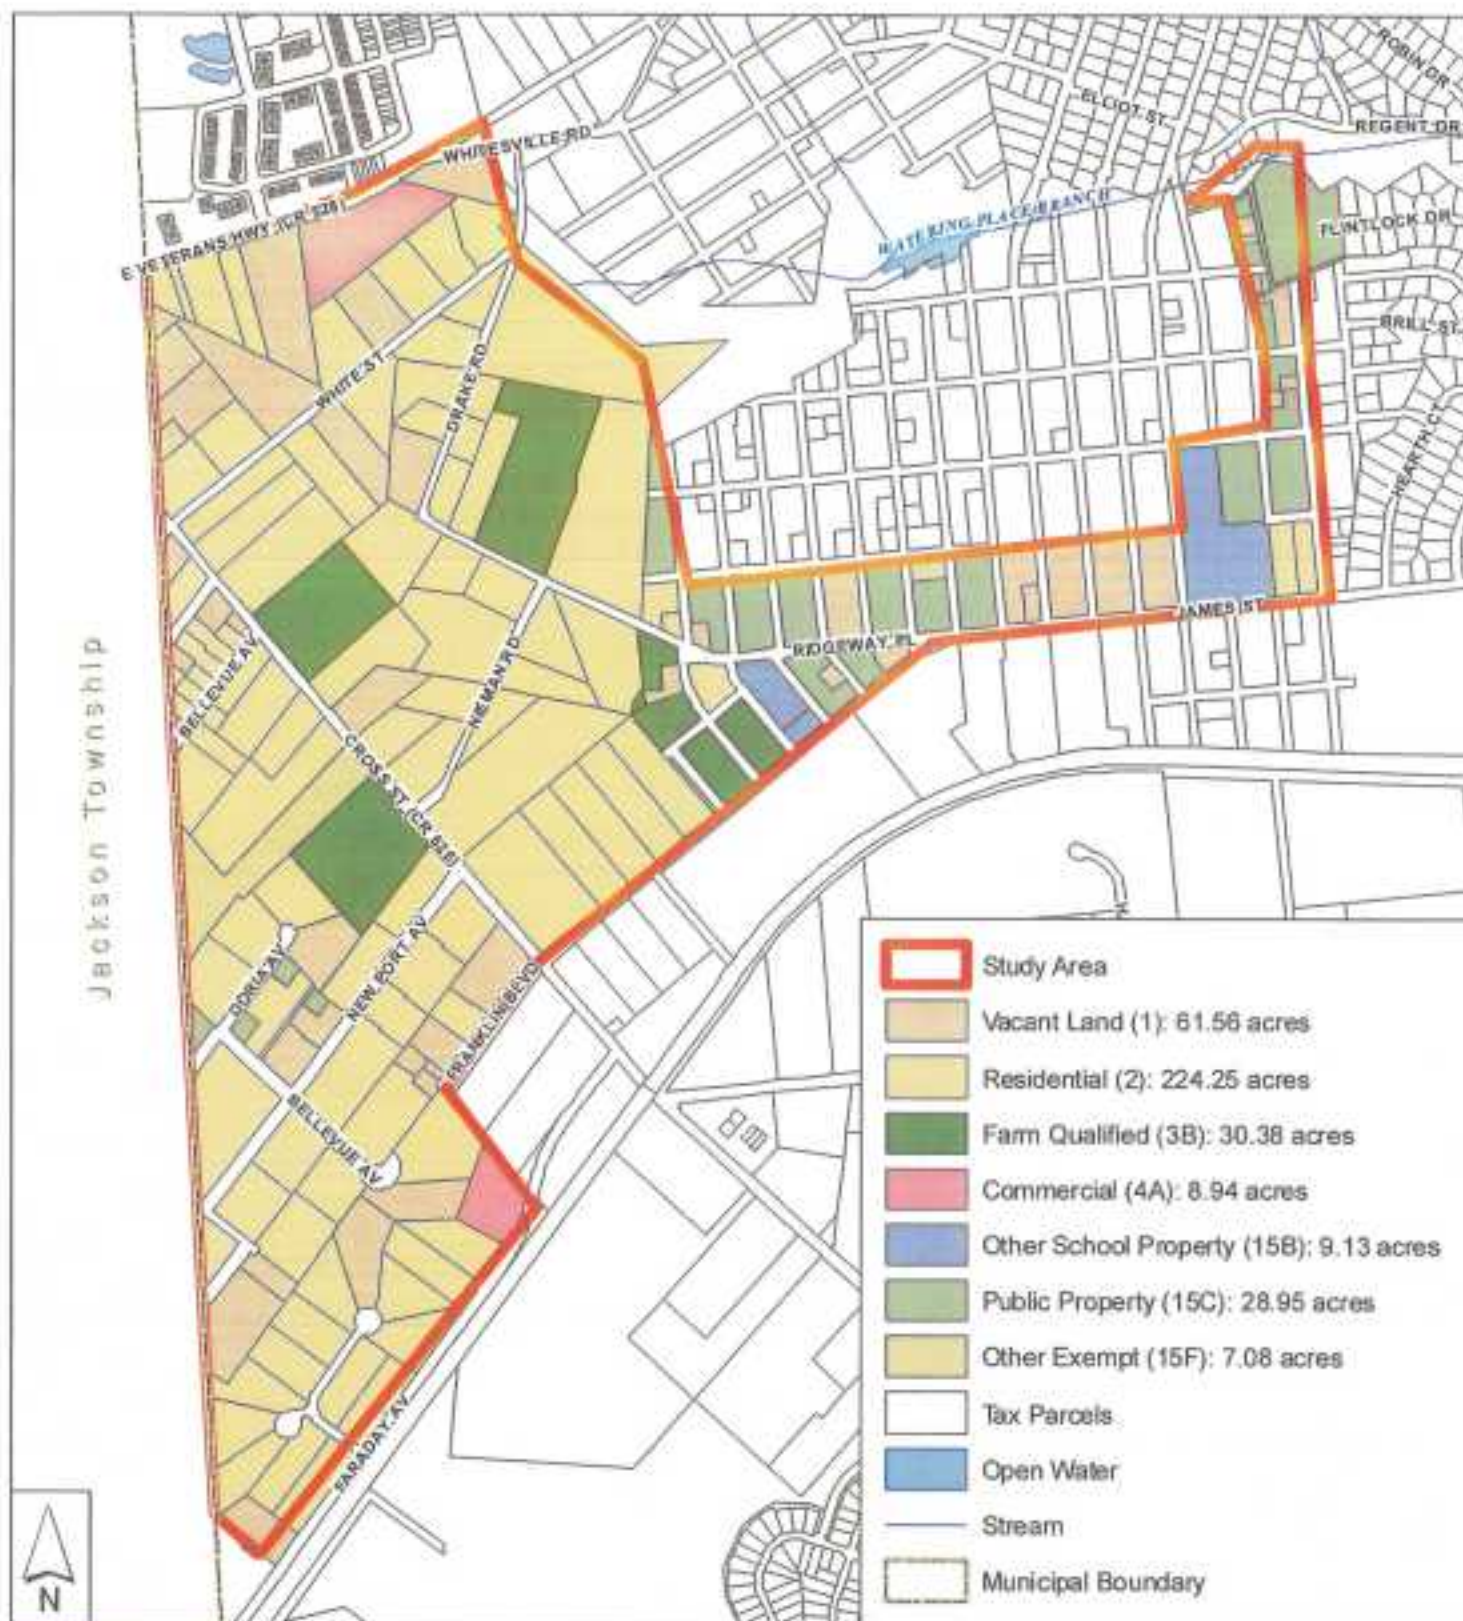 ROBIN DR
ELLIOT ST
REGENT DR
WHITESVILLE RD
E VETERANS HWY (CR 528)
WATERING PLACE BRANCH
FLINTLOCK DR
BRILL ST
WHITE ST
DRAKE RD
HEARTH CT
JAMES ST
RIDGEWAY PL
BELLEVUE AV
NIEMAN RD
CROSS ST (CR 626)
Jackson Township
DORIA AV
NEW PORT AV
FRANKLIN BLVD
BELLEVUE AV
FARADAY AV
N
Study Area
Vacant Land (1): 61.56 acres
Residential (2): 224.25 acres
Farm Qualified (3B): 30.38 acres
Commercial (4A): 8.94 acres
Other School Property (15B): 9.13 acres
Public Property (15C): 28.95 acres
Other Exempt (15F): 7.08 acres
Tax Parcels
Open Water
Stream
Municipal Boundary